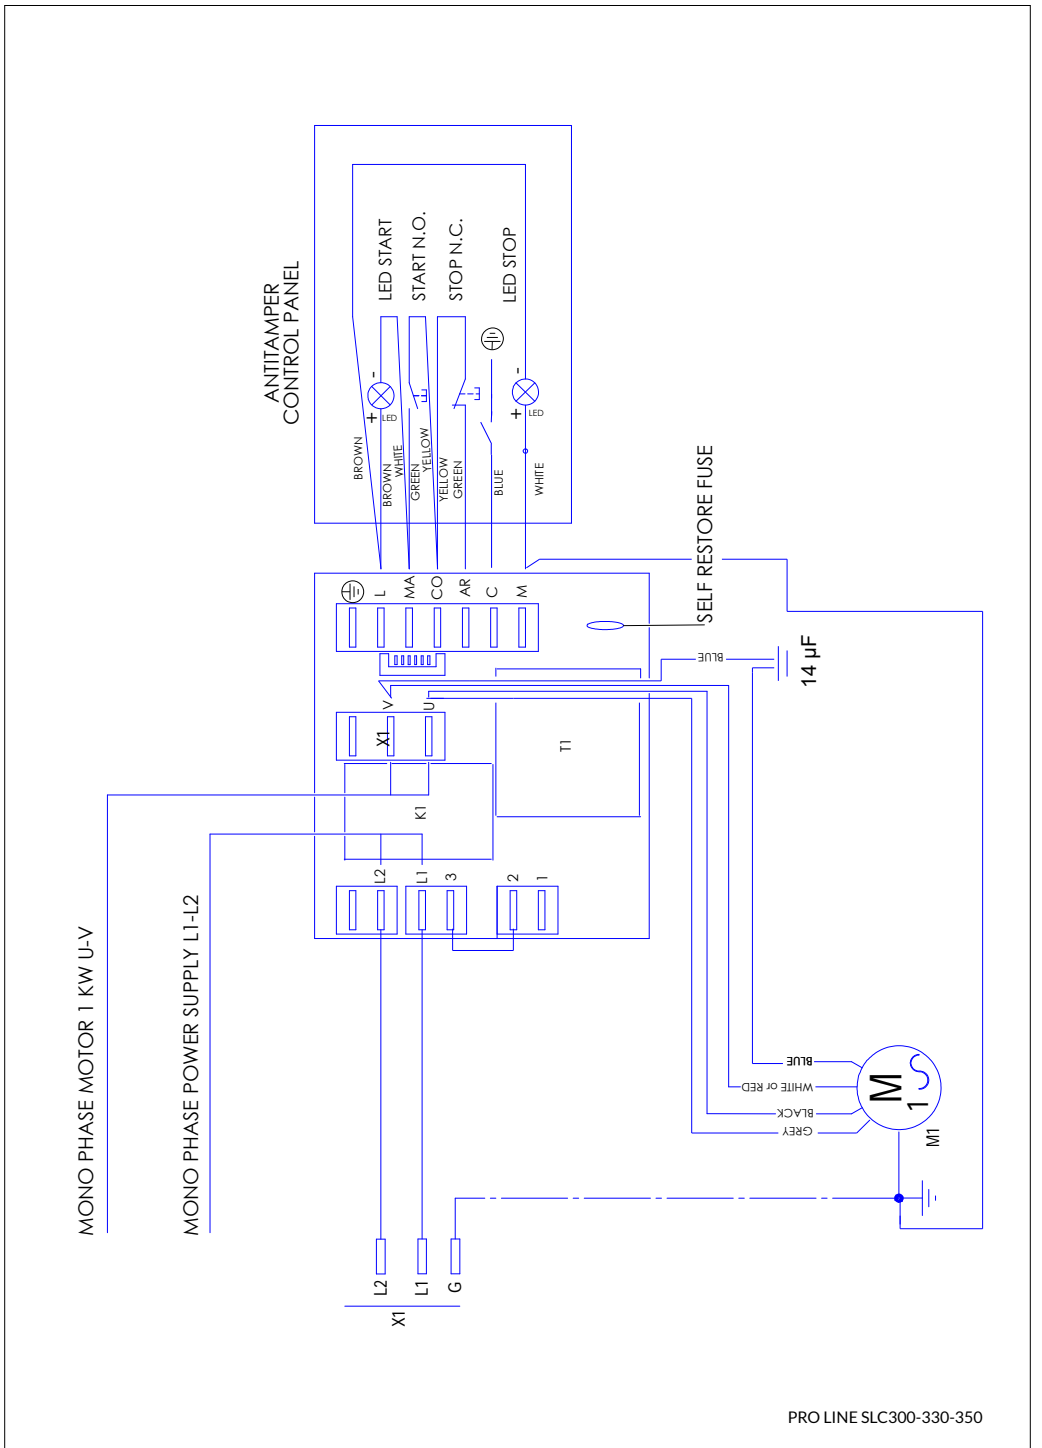 ANTITAMPER
CONTROL PANEL
LED START
START N.O.
STOP N.C.
LED STOP
-
+
LED
-
+
LED
BROWN
BROWN
WHITE
GREEN
YELLOW
YELLOW
GREEN
BLUE
WHITE
SELF RESTORE FUSE
L
MA
CO
AR
C
M
BLUE
14 µF
V
U
X1
T1
K1
L2
L1
3
2
1
MONO PHASE MOTOR 1 KW U-V
MONO PHASE POWER SUPPLY L1-L2
BLUE
WHITE or RED
BLACK
GREY
M
1
M1
L2
L1
G
X1
PRO LINE SLC300-330-350